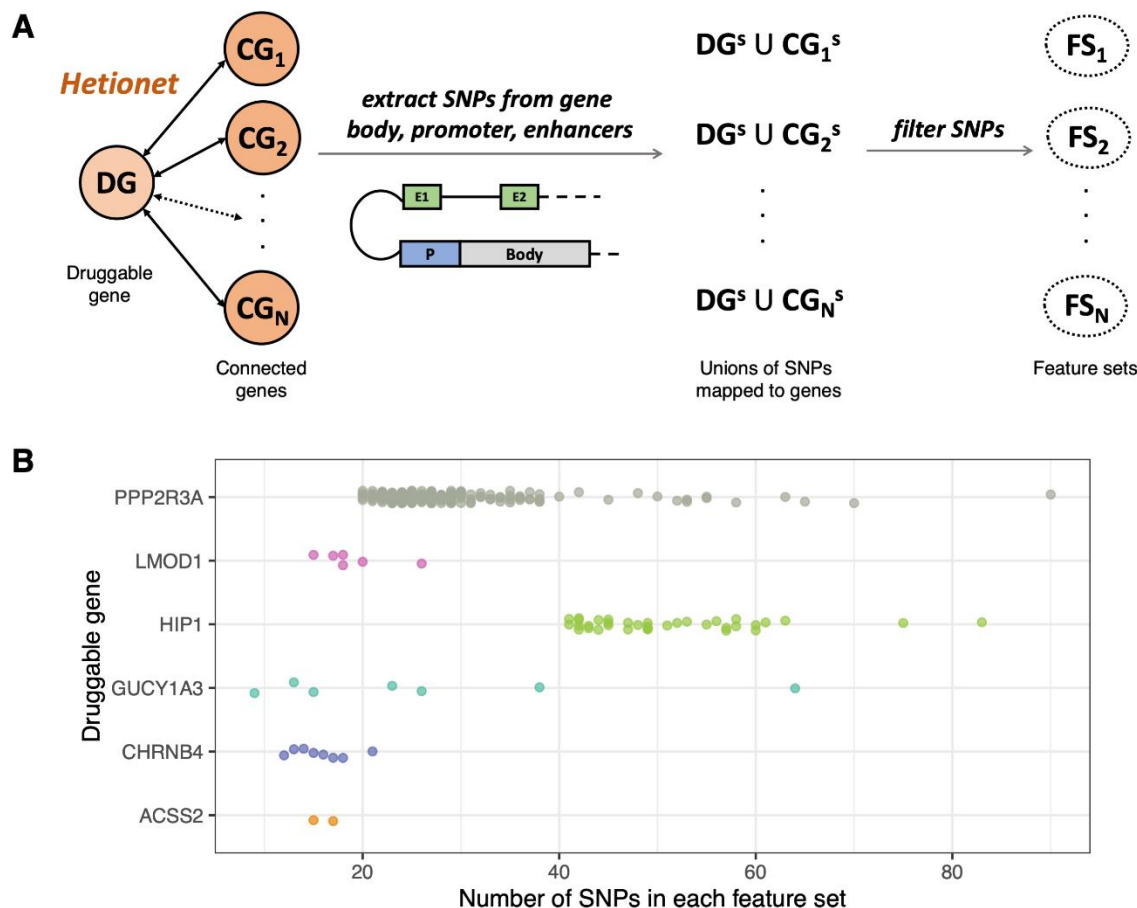 A
Hetionet
CG1
CG2
DG
CGN
Druggable
gene
Connected
genes
extract SNPs from gene
body, promoter, enhancers
E1
E2
P
Body
DGˢ U CG1ˢ
DGˢ U CG2ˢ
DGˢ U CGNˢ
Unions of SNPs
mapped to genes
filter SNPs
FS1
FS2
FSN
Feature sets
B
Druggable gene
PPP2R3A
LMOD1
HIP1
GUCY1A3
CHRNB4
ACSS2
20
40
60
80
Number of SNPs in each feature set